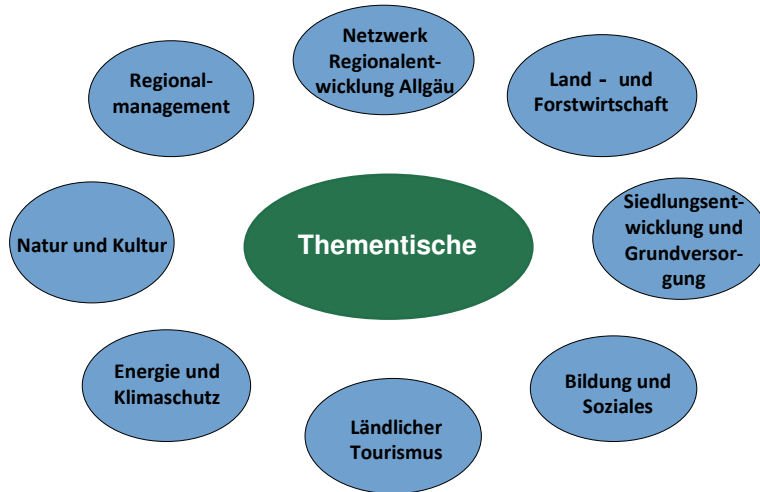 Netzwerk
Regionalent-
wicklung Allgäu
Regional-
management
Land - und
Forstwirtschaft
Siedlungsent-
wicklung und
Grundversor-
gung
Natur und Kultur
Thementische
Energie und
Klimaschutz
Bildung und
Soziales
Ländlicher
Tourismus